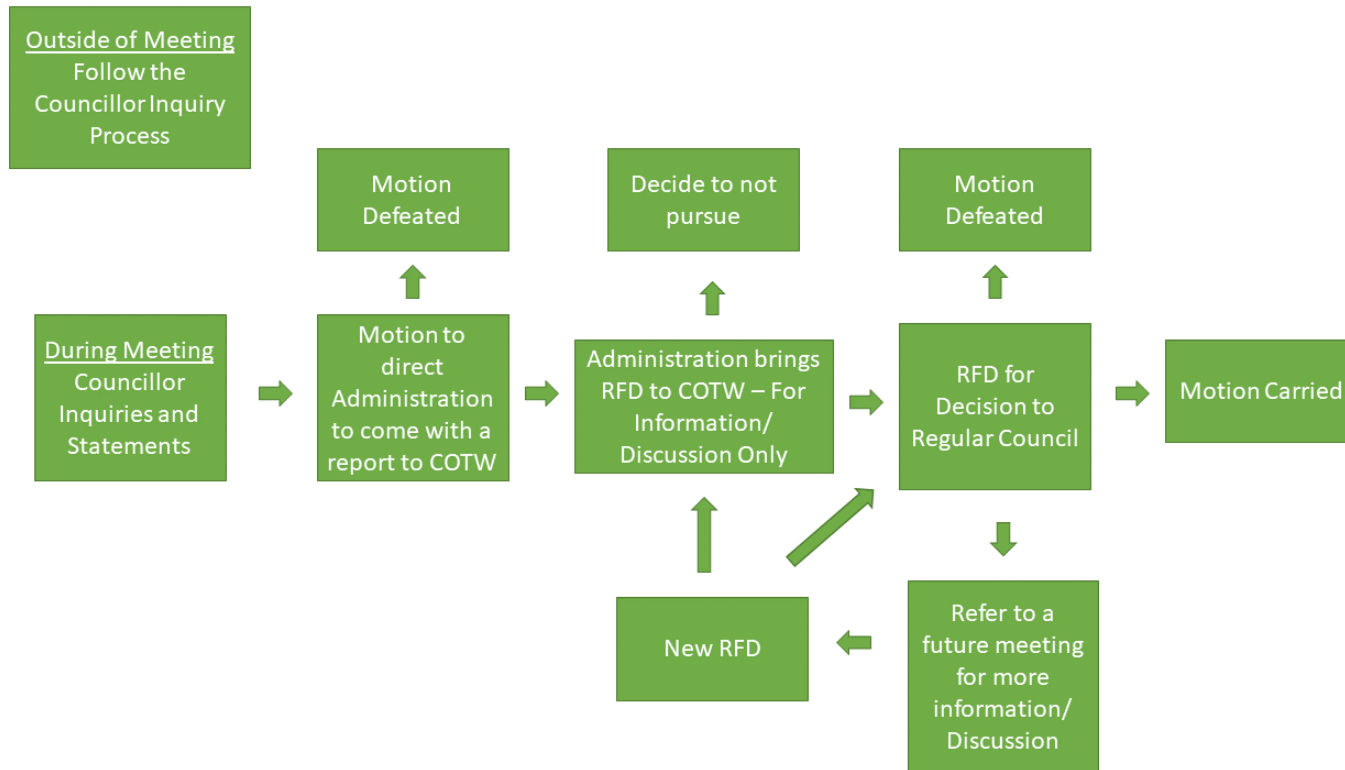 Outside of Meeting
Follow the
Councillor Inquiry
Process
Motion
Defeated
Decide to not
pursue
Motion
Defeated
During Meeting
Councillor
Inquiries and
Statements
Motion to
direct
Administration
to come with a
report to COTW
Administration brings
RFD to COTW – For
Information/
Discussion Only
RFD for
Decision to
Regular Council
Motion Carried
New RFD
Refer to a
future meeting
for more
information/
Discussion